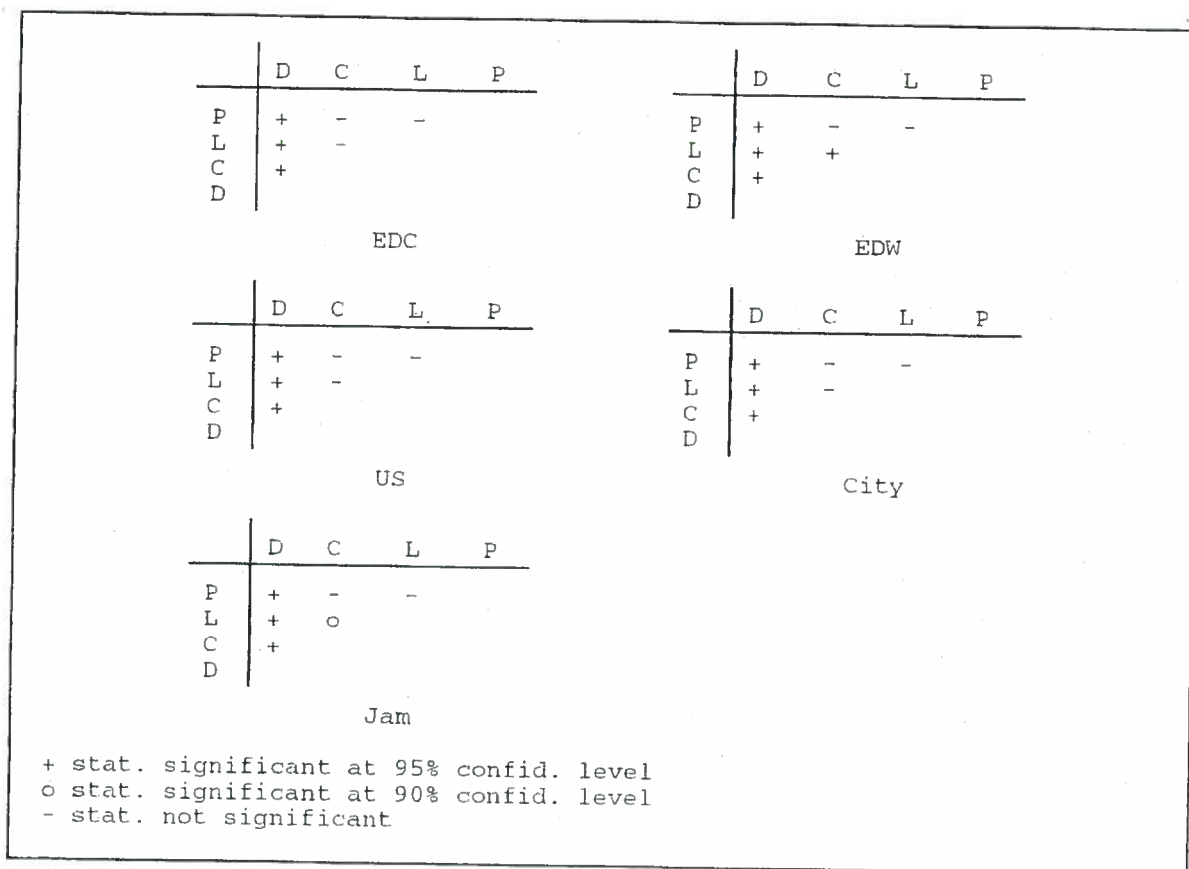 D C L P
P + - -
L + -
C +
D
EDC
D C L P
P + - -
L + +
C +
D
EDW
D C L. P
P + - -
L + -
C +
D
US
D C L P
P + - -
L + -
C +
D
City
D C L P
P + - -
L + o
C +
D
Jam
+ stat. significant at 95% confid. level
o stat. significant at 90% confid. level
- stat. not significant